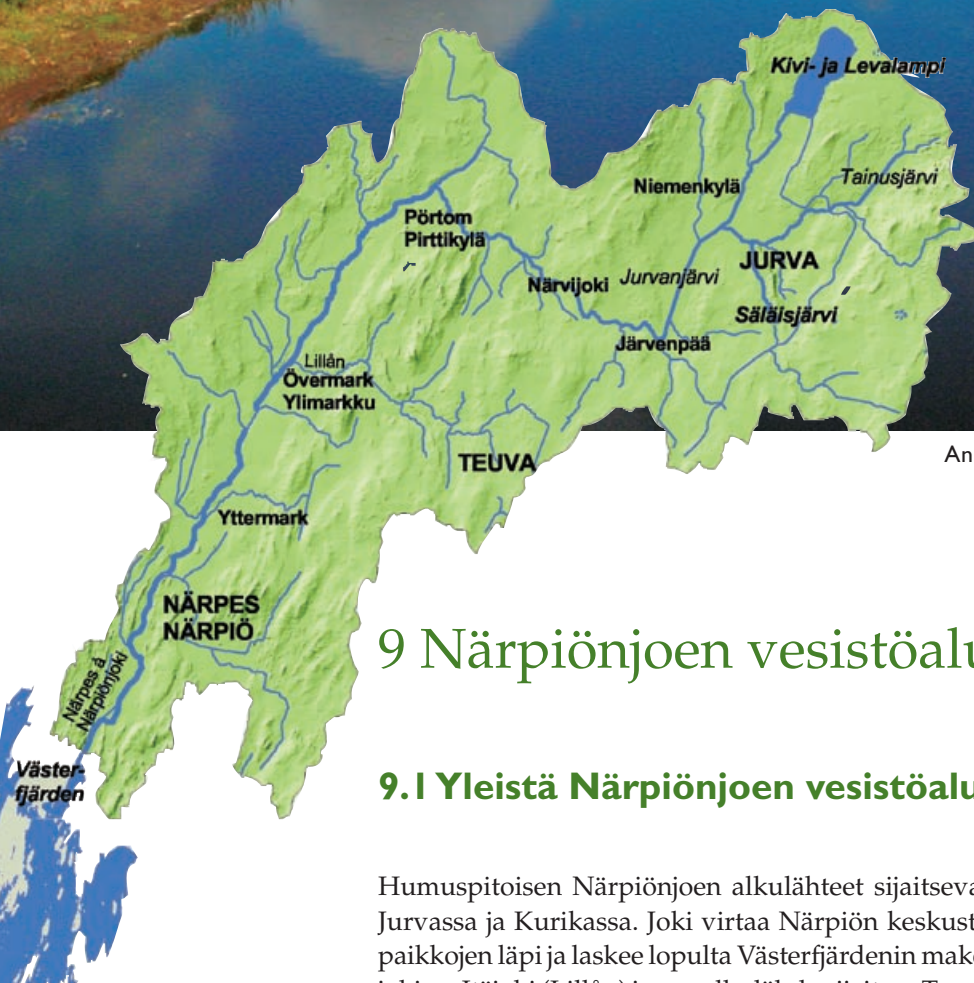 Kivi- ja Levalampi
Tainusjärvi
Niemenkylä
Pörtom
Pirttikylä
JURVA
Närvijoki
Jurvanjärvi
Säläisjärvi
Järvenpää
Lillån
Övermark
Ylimarkku
TEUVA
An
Yttermark
NÄRPES
NÄRPIÖ
Närpes å
Närpiönjoki
Väster-
fjärden
9 Närpiönjoen vesistöalu
9.1 Yleistä Närpiönjoen vesistöalu
Humuspitoisen Närpiönjoen alkulähteet sijaitseva
Jurvassa ja Kurikassa. Joki virtaa Närpiön keskust
paikkojen läpi ja laskee lopulta Västerfjärdenin make